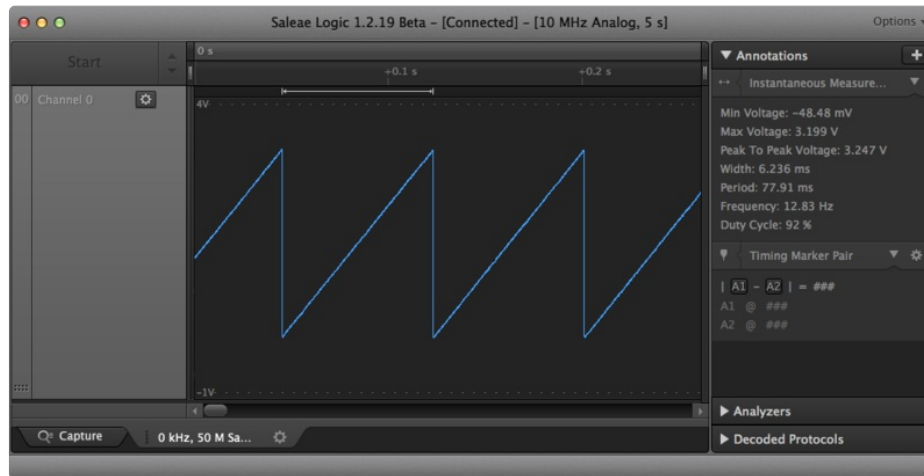 Saleae Logic 1.2.19 Beta – [Connected] – [10 MHz Analog, 5 s]
Options
Start
0 s
+0.1 s
+0.2 s
00 Channel 0
4V
-1V
Annotations
Instantaneous Measure...
Min Voltage: -48.48 mV
Max Voltage: 3.199 V
Peak To Peak Voltage: 3.247 V
Width: 6.236 ms
Period: 77.91 ms
Frequency: 12.83 Hz
Duty Cycle: 92 %
Timing Marker Pair
| A1 - A2 | = ###
A1 @ ###
A2 @ ###
Analyzers
Decoded Protocols
Capture
0 kHz, 50 M Sa...